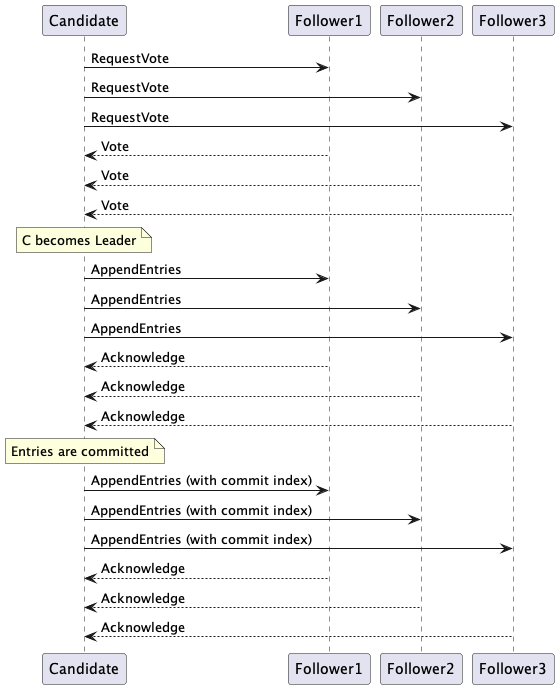 Candidate Follower1 Follower2 Follower3
RequestVote
RequestVote
RequestVote
Vote
Vote
Vote
C becomes Leader
AppendEntries
AppendEntries
AppendEntries
Acknowledge
Acknowledge
Acknowledge
Entries are committed
AppendEntries (with commit index)
AppendEntries (with commit index)
AppendEntries (with commit index)
Acknowledge
Acknowledge
Acknowledge
Candidate Follower1 Follower2 Follower3